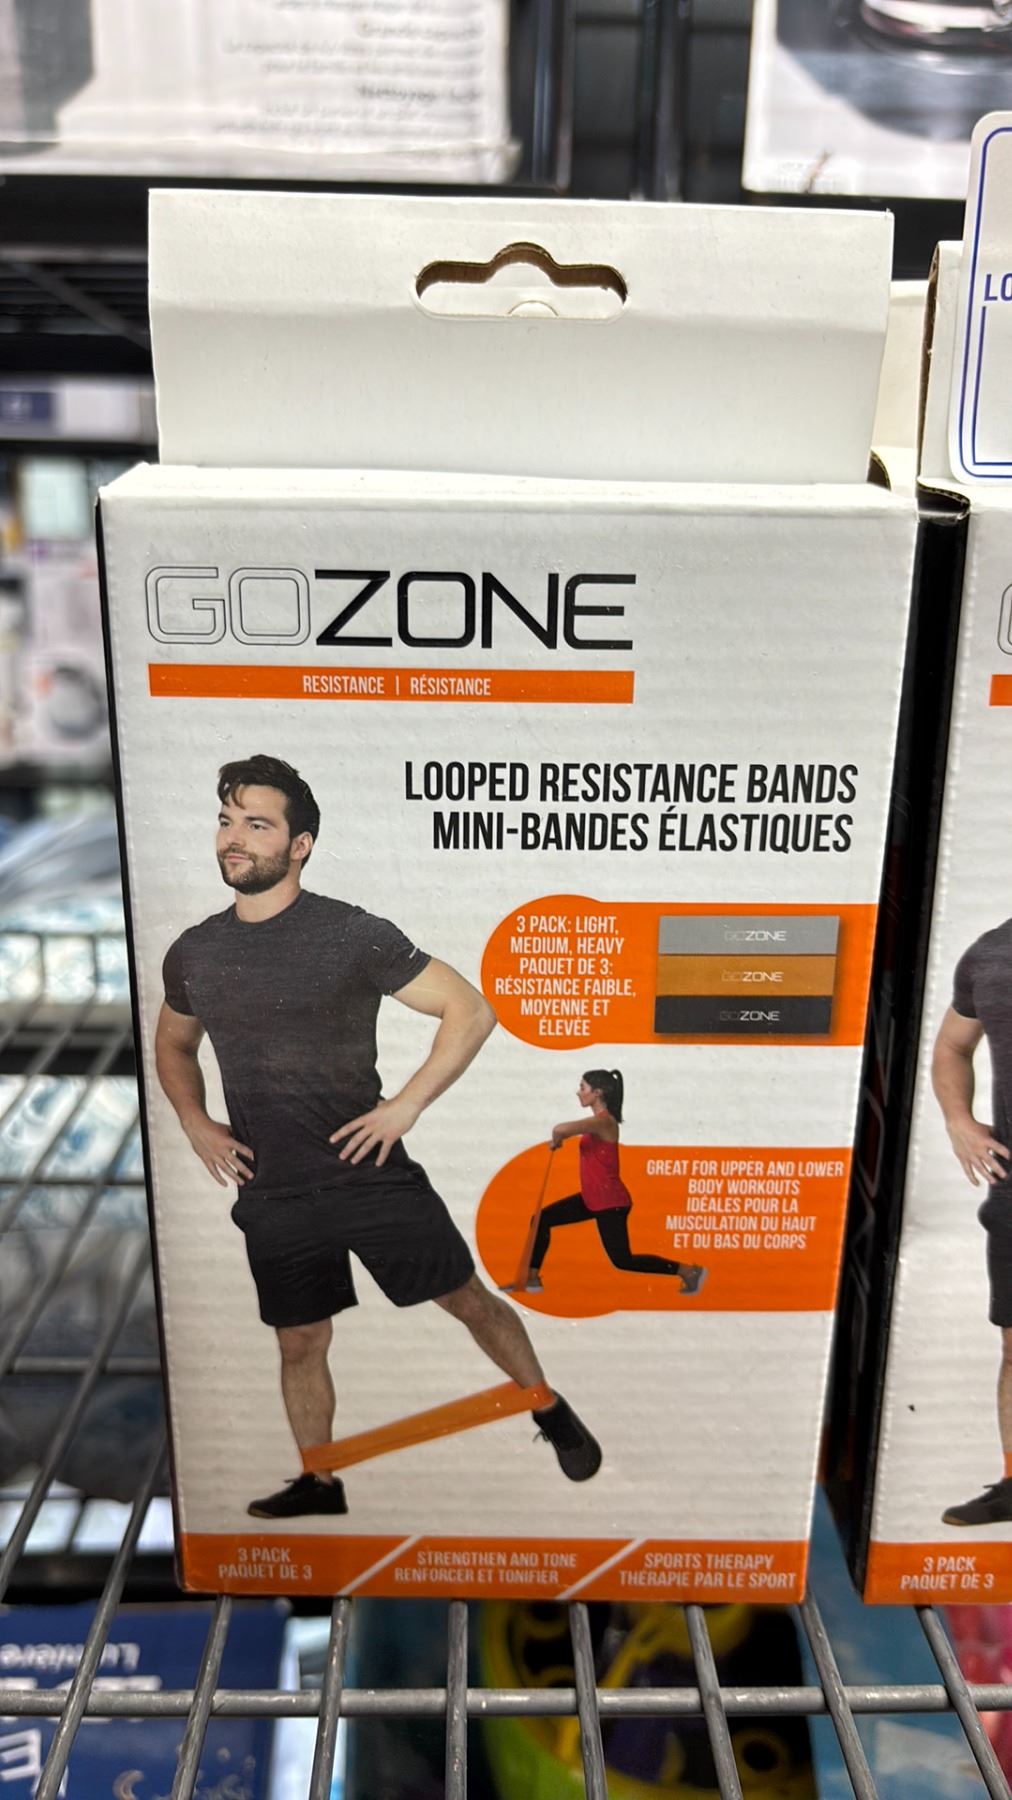 GOZONE
RESISTANCE | RÉSISTANCE
LOOPED RESISTANCE BANDS
MINI-BANDES ÉLASTIQUES
3 PACK: LIGHT,
MEDIUM, HEAVY
PAQUET DE 3:
RÉSISTANCE FAIBLE,
MOYENNE ET
ÉLEVÉE
GOZONE
GOZONE
GOZONE
GREAT FOR UPPER AND LOWER
BODY WORKOUTS
IDÉALES POUR LA
MUSCULATION DU HAUT
ET DU BAS DU CORPS
3 PACK
PAQUET DE 3
STRENGTHEN AND TONE
RENFORCER ET TONIFIER
SPORTS THERAPY
THÉRAPIE PAR LE SPORT
LO
3 PACK
PAQUET DE 3
Lumière